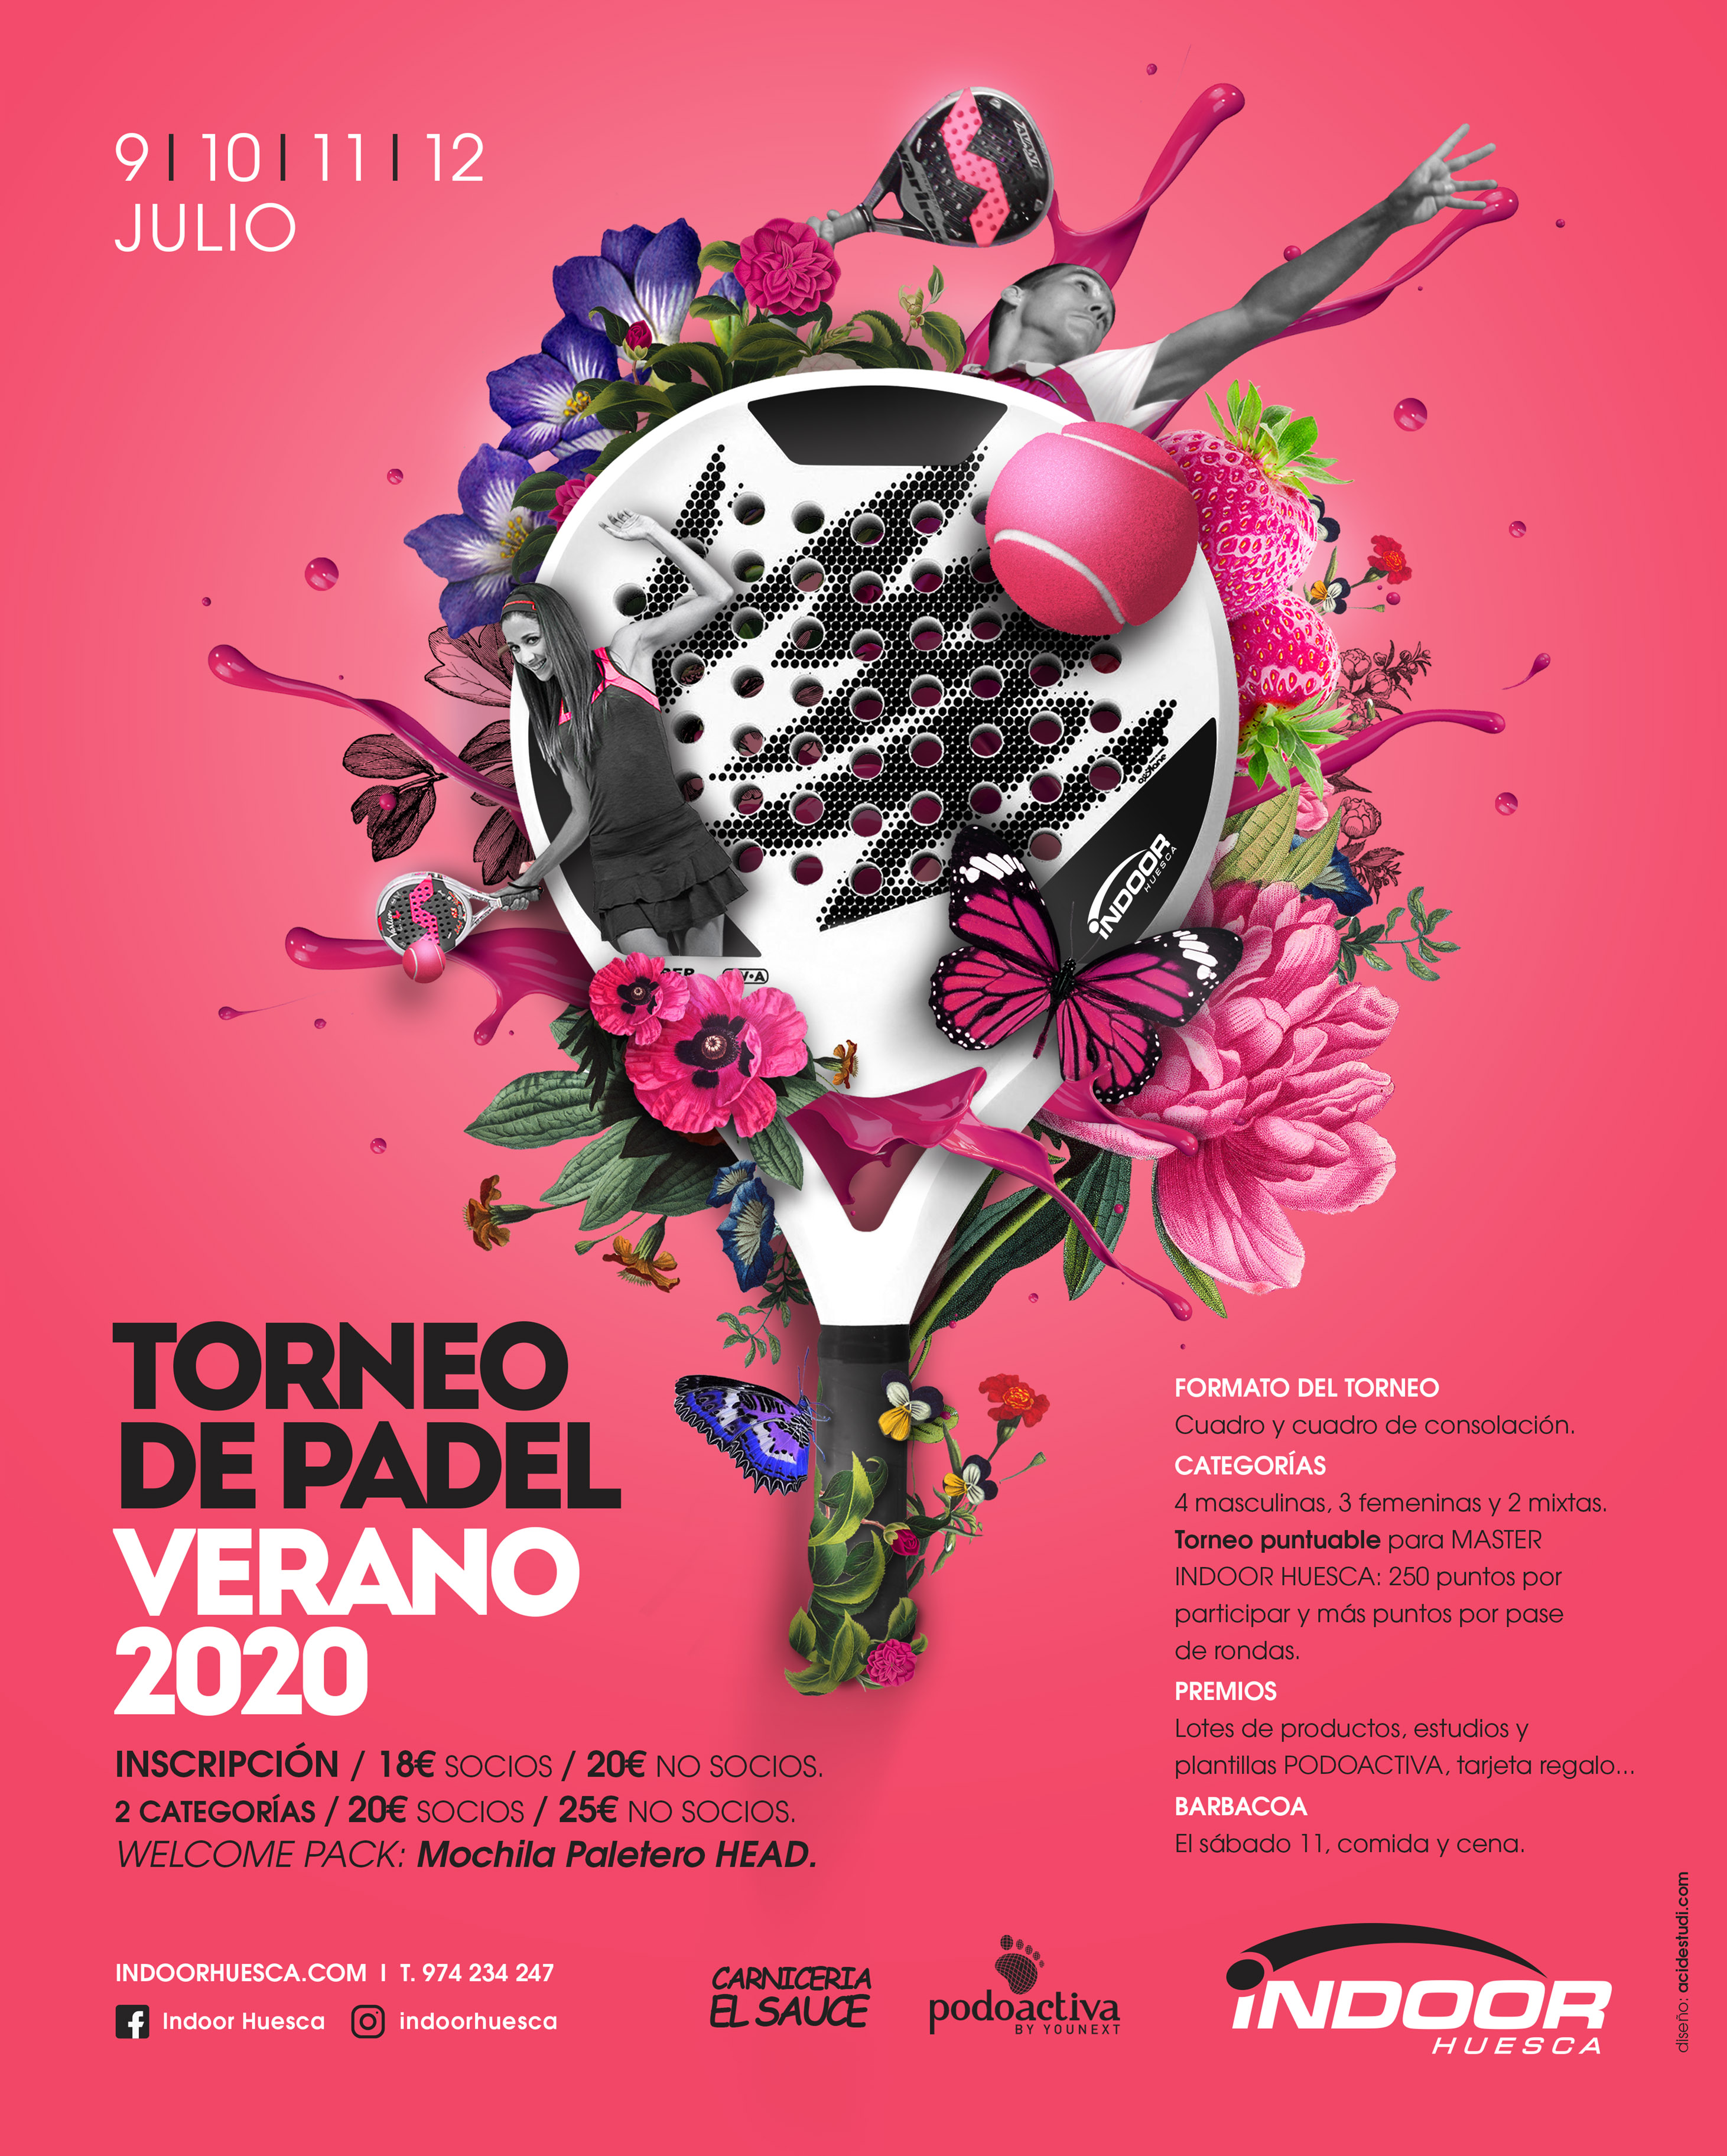 9 | 10 | 11 | 12
JULIO
INDOOR
HUESCA
TORNEO
DE PADEL
VERANO
2020
INSCRIPCIÓN / 18€ SOCIOS / 20€ NO SOCIOS.
2 CATEGORÍAS / 20€ SOCIOS / 25€ NO SOCIOS.
WELCOME PACK: Mochila Paletero HEAD.
FORMATO DEL TORNEO
Cuadro y cuadro de consolación.
CATEGORÍAS
4 masculinas, 3 femeninas y 2 mixtas.
Torneo puntuable para MASTER
INDOOR HUESCA: 250 puntos por
participar y más puntos por pase
de rondas.
PREMIOS
Lotes de productos, estudios y
plantillas PODOACTIVA, tarjeta regalo...
BARBACOA
El sábado 11, comida y cena.
INDOORHUESCA.COM | T. 974 234 247
Indoor Huesca indoorhuesca
CARNICERIA
EL SAUCE
podoactiva
BY YOUNEXT
iNDOOR
HUESCA
diseño: acidestudi.com